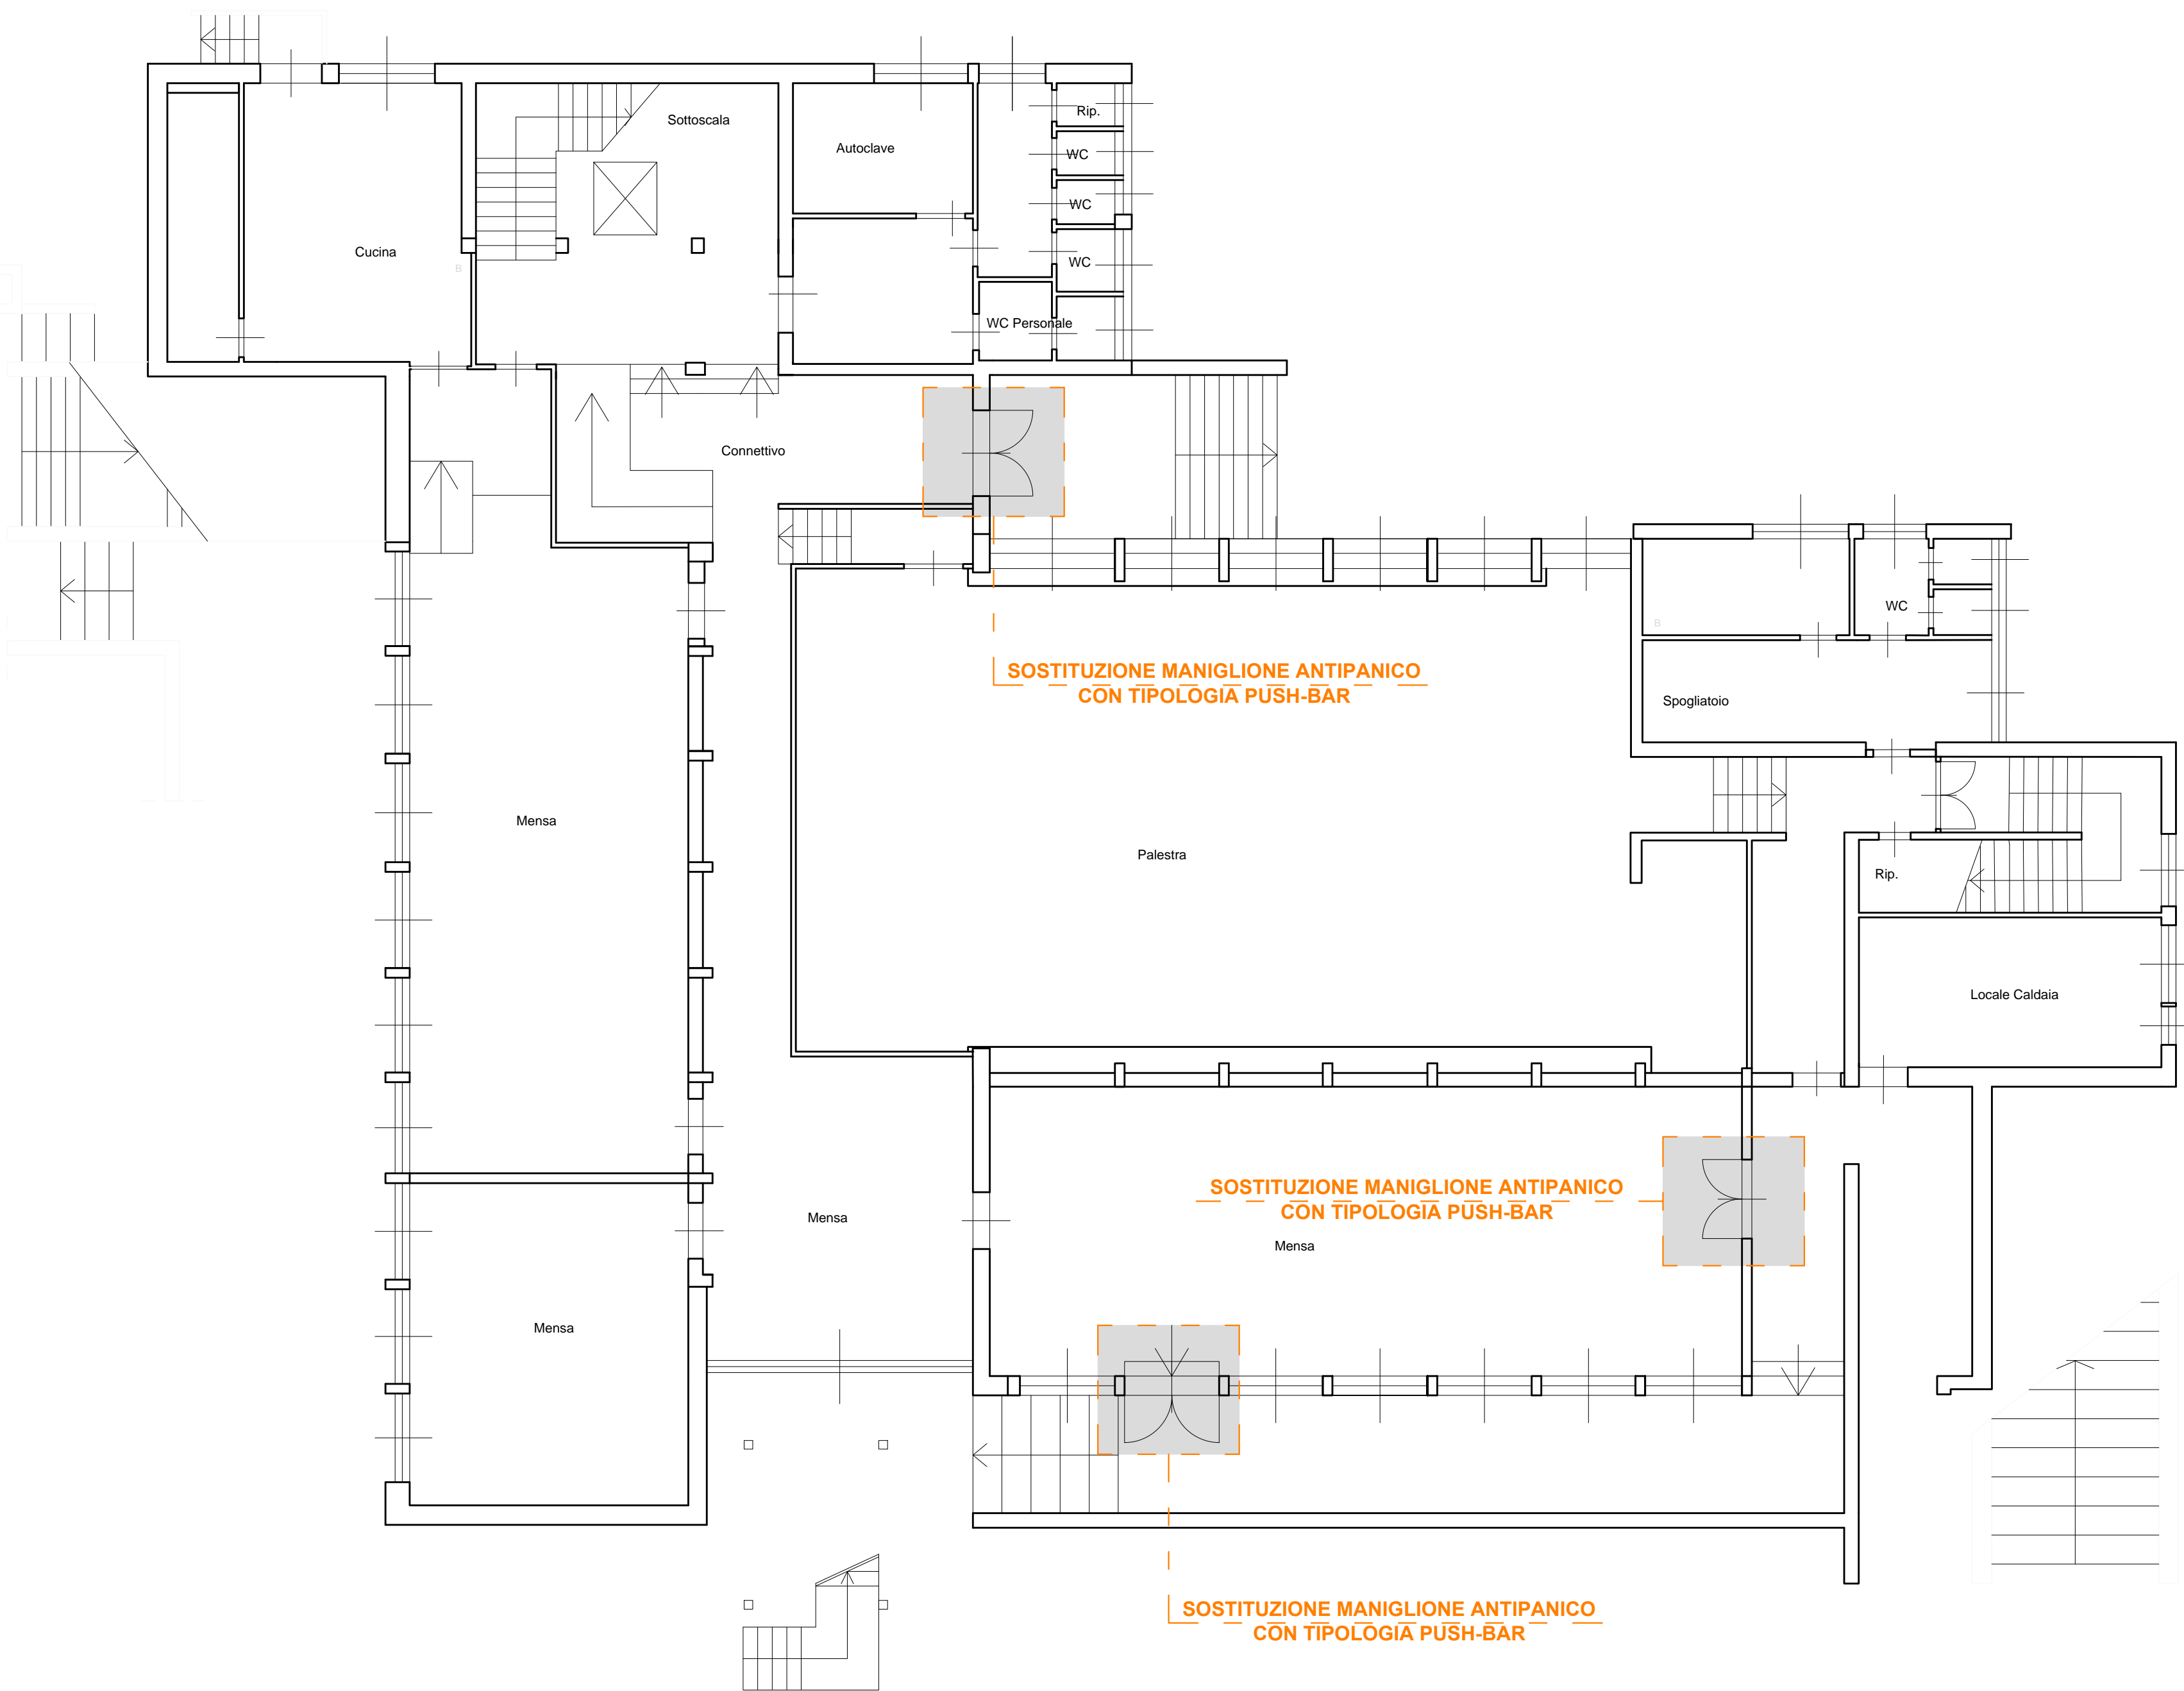 Rip.
Sottoscala
Autoclave
WC
WC
Cucina
WC
B
WC Personale
Connettivo
WC
B
SOSTITUZIONE MANIGLIONE ANTIPANICO
CON TIPOLOGIA PUSH-BAR
Spogliatoio
Mensa
Palestra
Rip.
Locale Caldaia
SOSTITUZIONE MANIGLIONE ANTIPANICO
CON TIPOLOGIA PUSH-BAR
Mensa
Mensa
Mensa
SOSTITUZIONE MANIGLIONE ANTIPANICO
CON TIPOLOGIA PUSH-BAR